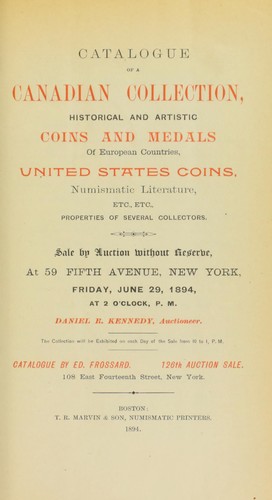 CATALOGUE
OF A
CANADIAN COLLECTION,
HISTORICAL AND ARTISTIC
COINS AND MEDALS
Of European Countries,
UNITED STATES COINS,
Numismatic Literature,
ETC., ETC.,
PROPERTIES OF SEVERAL COLLECTORS.
Sale by Auction without Reserve,
At 59 FIFTH AVENUE, NEW YORK,
FRIDAY, JUNE 29, 1894,
AT 2 O'CLOCK, P. M.
DANIEL R. KENNEDY, Auctioneer.
The Collection will be Exhibited on each Day of the Sale from 10 to 1, P. M.
CATALOGUE BY ED. FROSSARD. 126th AUCTION SALE.
108 East Fourteenth Street, New York.
BOSTON:
T. R. MARVIN & SON, NUMISMATIC PRINTERS.
1894.